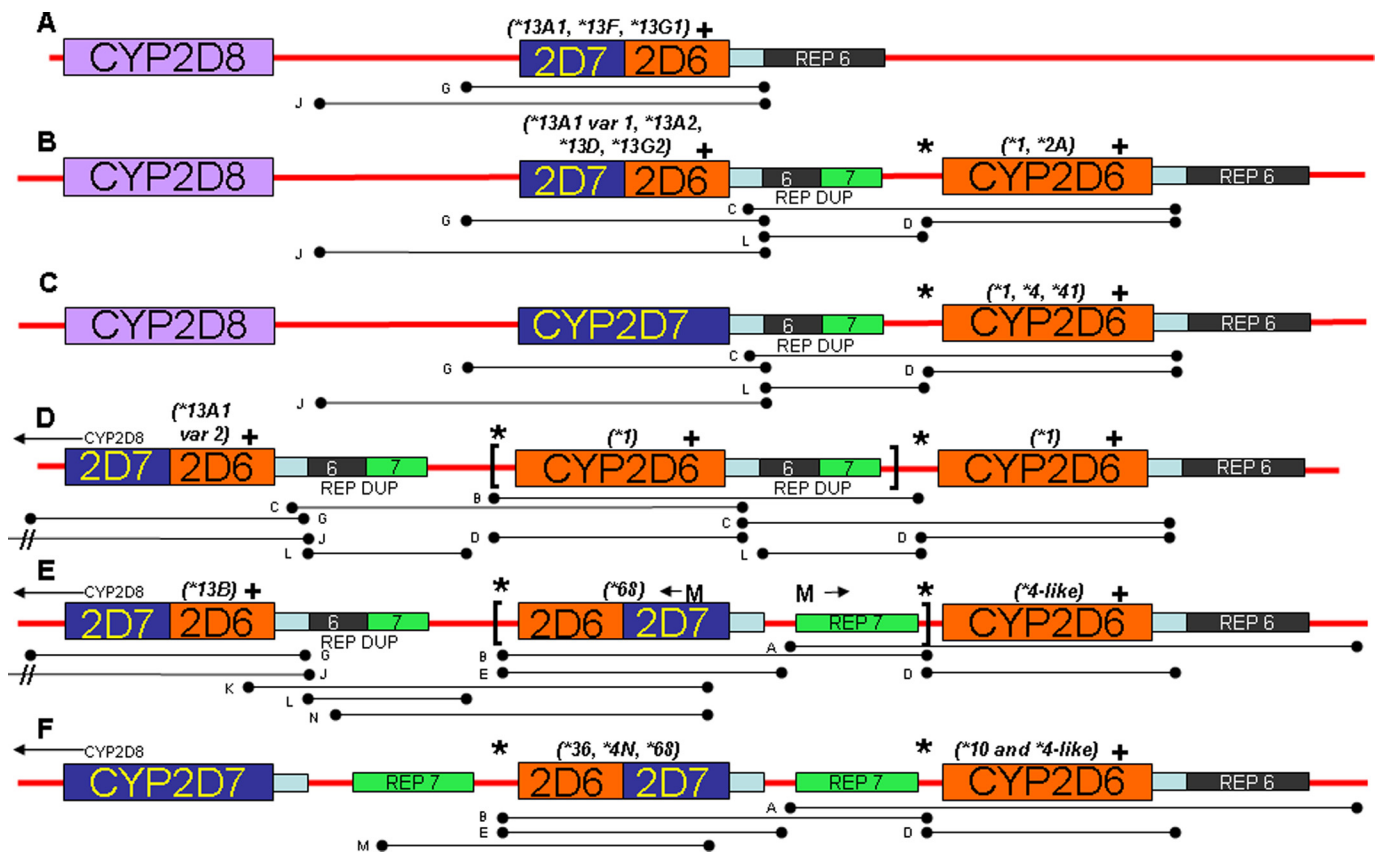 A
(*13A1, *13F, *13G1) +
CYP2D8 2D7 2D6 REP 6
G
J
B
(*13A1 var 1, *13A2,
*13D, *13G2) + * (*1, *2A) +
CYP2D8 2D7 2D6 6 7 CYP2D6 REP 6
REP DUP
C
G D
L
J
C
* (*1, *4, *41) +
CYP2D8 CYP2D7 6 7 CYP2D6 REP 6
REP DUP
C
G D
L
J
D
(*13A1
var 2) + * (*1) + * (*1) +
CYP2D8
2D7 2D6 6 7 [ CYP2D6 6 7 ] CYP2D6 REP 6
REP DUP REP DUP
B
C
G C
// J D D
L L
E
(*13B) + * (*68) ←M M → * (*4-like) +
CYP2D8
2D7 2D6 6 7 [ 2D6 2D7 REP 7 ] CYP2D6 REP 6
REP DUP
A
G B
// J E D
K
L
N
F
* (*36, *4N, *68) * (*10 and *4-like) +
CYP2D8
CYP2D7 REP 7 2D6 2D7 REP 7 CYP2D6 REP 6
A
B
E D
M